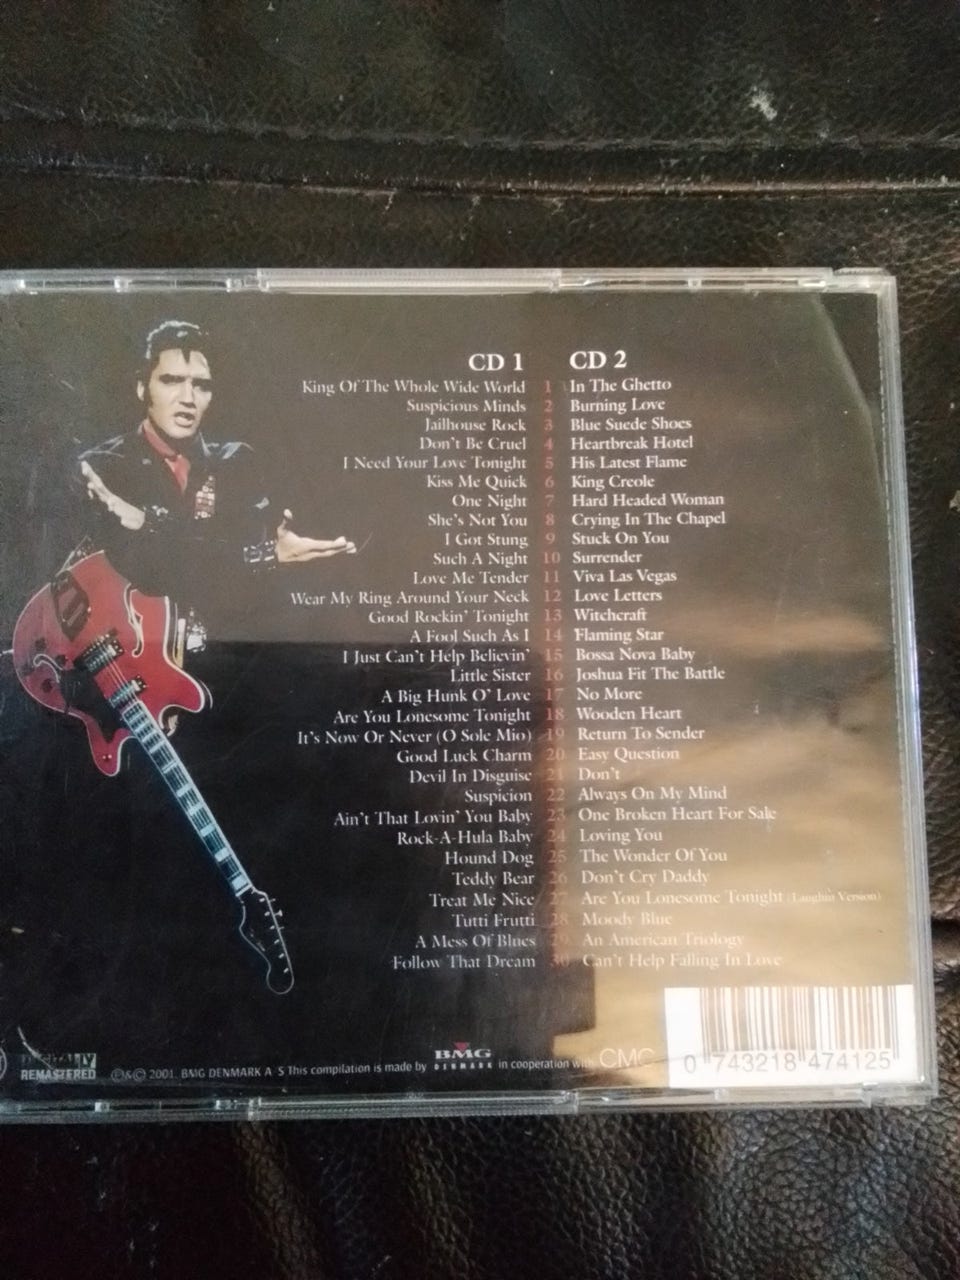 CD 1 CD 2
King Of The Whole Wide World 1 In The Ghetto
Suspicious Minds 2 Burning Love
Jailhouse Rock 3 Blue Suede Shoes
Don't Be Cruel 4 Heartbreak Hotel
I Need Your Love Tonight 5 His Latest Flame
Kiss Me Quick 6 King Creole
One Night 7 Hard Headed Woman
She's Not You 8 Crying In The Chapel
I Got Stung 9 Stuck On You
Such A Night 10 Surrender
Love Me Tender 11 Viva Las Vegas
Wear My Ring Around Your Neck 12 Love Letters
Good Rockin' Tonight 13 Witchcraft
A Fool Such As I 14 Flaming Star
I Just Can't Help Believin' 15 Bossa Nova Baby
Little Sister 16 Joshua Fit The Battle
A Big Hunk O' Love 17 No More
Are You Lonesome Tonight 18 Wooden Heart
It's Now Or Never (O Sole Mio) 19 Return To Sender
Good Luck Charm 20 Easy Question
Devil In Disguise 21 Don't
Suspicion 22 Always On My Mind
Ain't That Lovin' You Baby 23 One Broken Heart For Sale
Rock-A-Hula Baby 24 Loving You
Hound Dog 25 The Wonder Of You
Teddy Bear 26 Don't Cry Daddy
Treat Me Nice 27 Are You Lonesome Tonight (Laughin Version)
Tutti Frutti 28 Moody Blue
A Mess Of Blues 29 An American Triology
Follow That Dream 30 Can't Help Falling In Love
DIGITALLY
REMASTERED
℗&© 2001 BMG DENMARK A/S This compilation is made by BMG DENMARK in cooperation with CMC
0 743218 474125